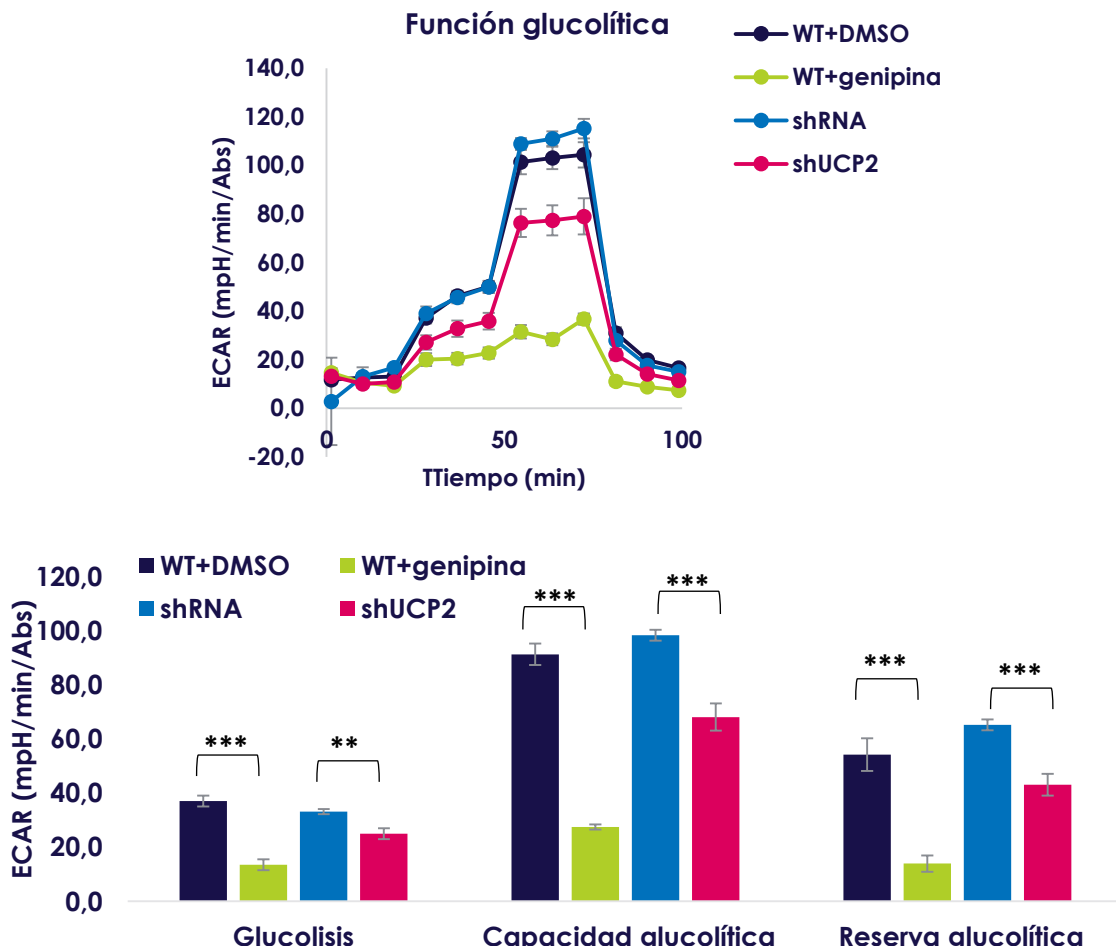 Función glucolítica
WT+DMSO
WT+genipina
shRNA
shUCP2
140,0
120,0
100,0
80,0
60,0
40,0
20,0
0,0
-20,0
ECAR (mpH/min/Abs)
0
50
100
TTiempo (min)
WT+DMSO
WT+genipina
shRNA
shUCP2
120,0
100,0
80,0
60,0
40,0
20,0
0,0
ECAR (mpH/min/Abs)
***
**
***
***
***
***
Glucolisis
Capacidad alucolítica
Reserva alucolítica